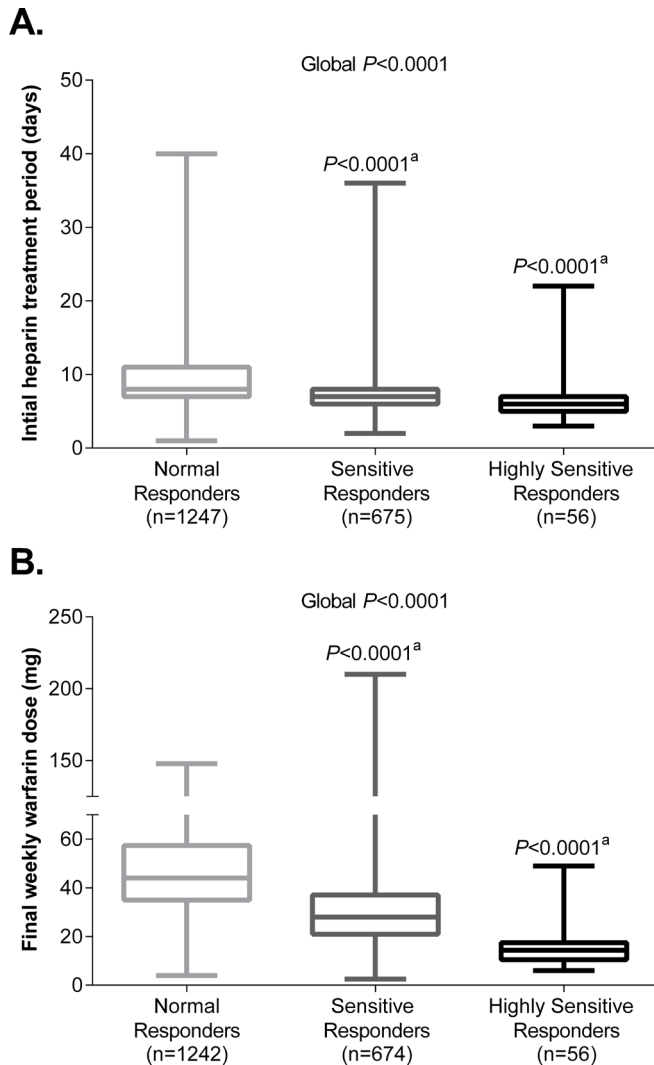 A.
Global P<0.0001
Intial heparin treatment period (days)
50
40
30
20
10
0
P<0.0001a
P<0.0001a
Normal
Responders
(n=1247)
Sensitive
Responders
(n=675)
Highly Sensitive
Responders
(n=56)
B.
Global P<0.0001
Final weekly warfarin dose (mg)
250
200
150
60
40
20
0
P<0.0001a
P<0.0001a
Normal
Responders
(n=1242)
Sensitive
Responders
(n=674)
Highly Sensitive
Responders
(n=56)